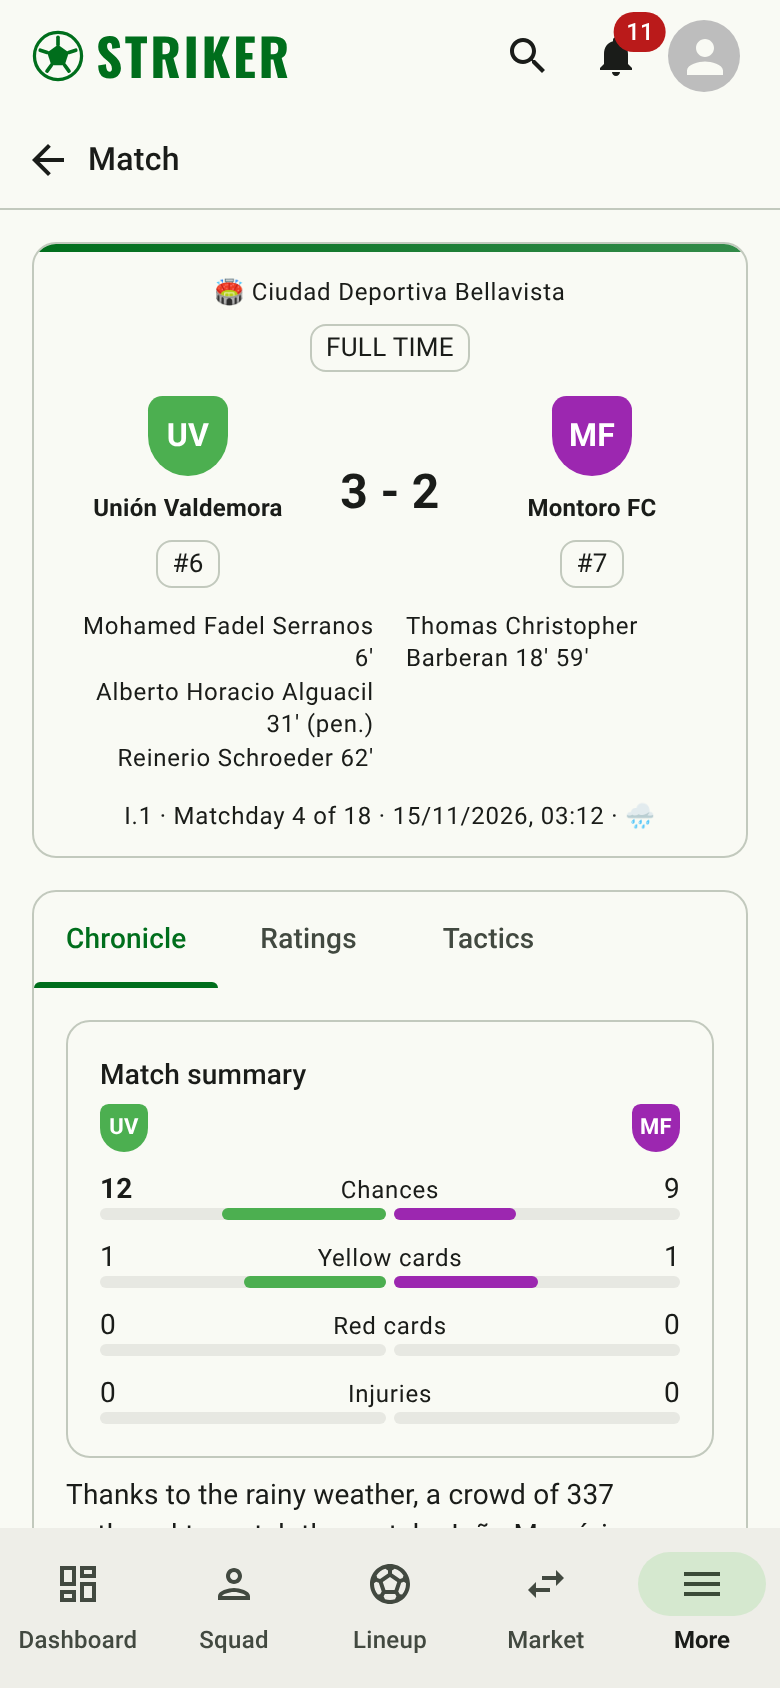 STRIKER
11
Match
Ciudad Deportiva Bellavista
FULL TIME
UV
MF
3 - 2
Unión Valdemora
Montoro FC
#6
#7
Mohamed Fadel Serranos
6'
Alberto Horacio Alguacil
31' (pen.)
Reinerio Schroeder 62'
Thomas Christopher
Barberan 18' 59'
I.1 · Matchday 4 of 18 · 15/11/2026, 03:12 ·
Chronicle
Ratings
Tactics
Match summary
UV
MF
12 Chances 9
1 Yellow cards 1
0 Red cards 0
0 Injuries 0
Thanks to the rainy weather, a crowd of 337
Dashboard
Squad
Lineup
Market
More